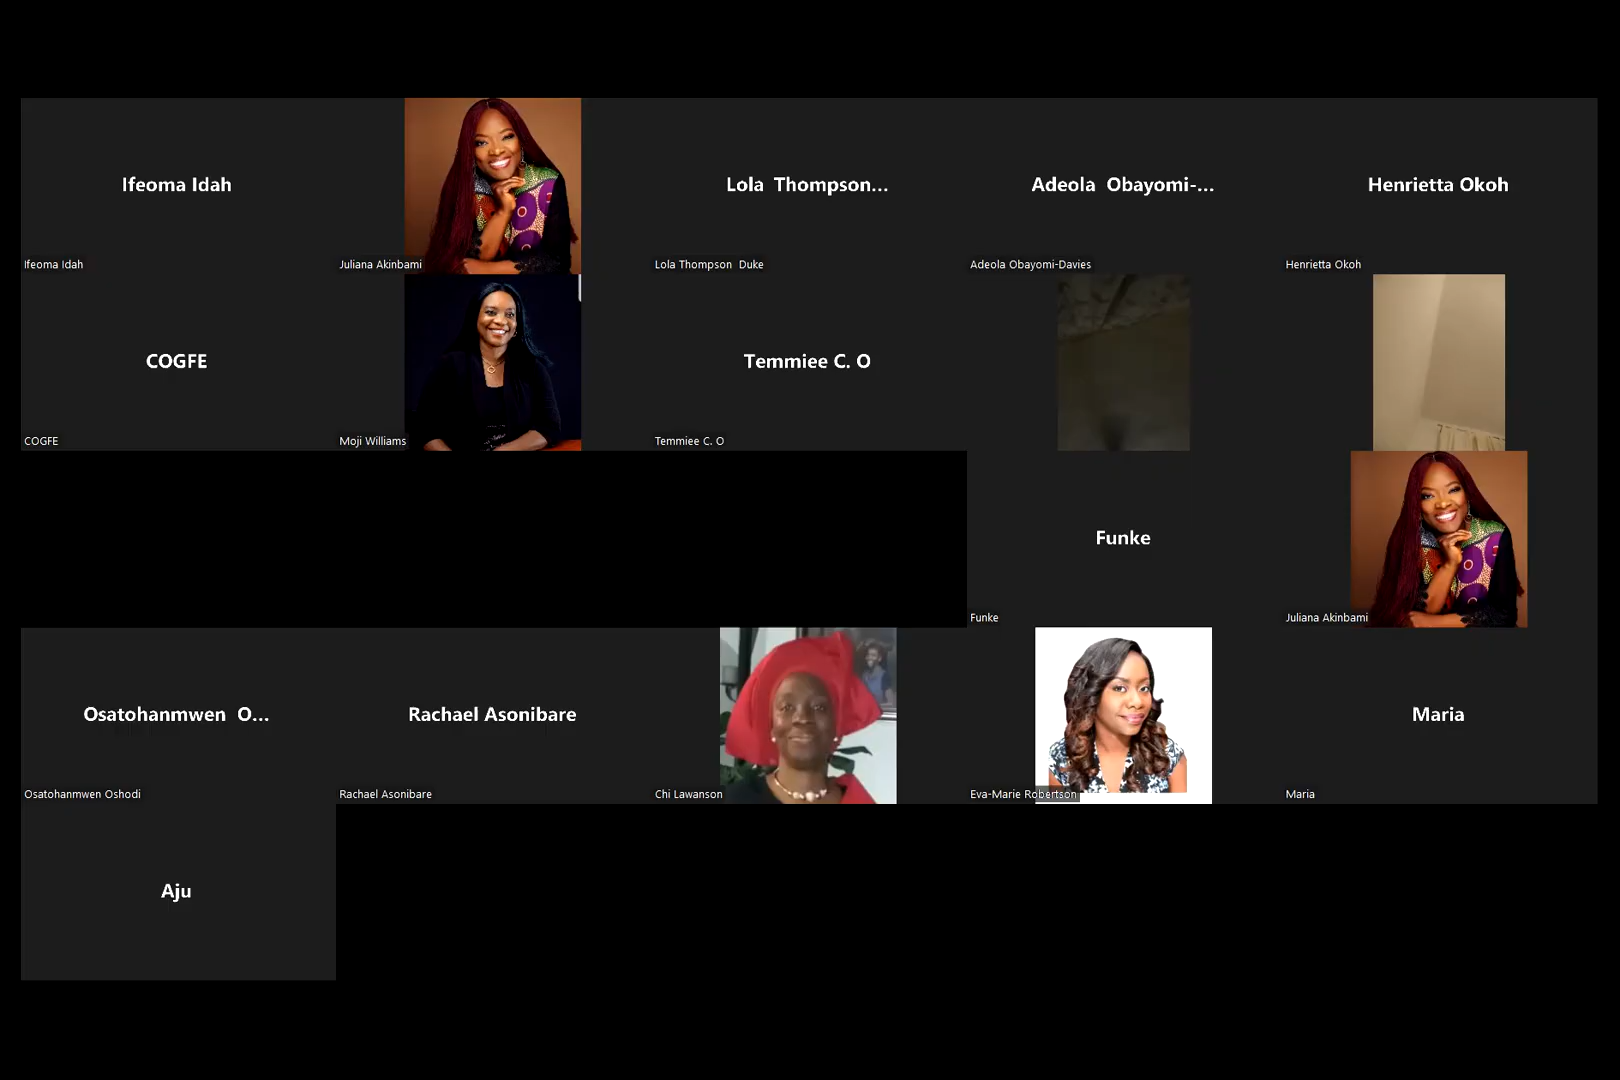 Ifeoma Idah
Ifeoma Idah
Juliana Akinbami
Lola Thompson...
Lola Thompson Duke
Adeola Obayomi-...
Adeola Obayomi-Davies
Henrietta Okoh
Henrietta Okoh
COGFE
COGFE
Moji Williams
Temmiee C. O
Temmiee C. O
Funke
Funke
Juliana Akinbami
Osatohanmwen O...
Osatohanmwen Oshodi
Rachael Asonibare
Rachael Asonibare
Chi Lawanson
Eva-Marie Robertson
Maria
Maria
Aju